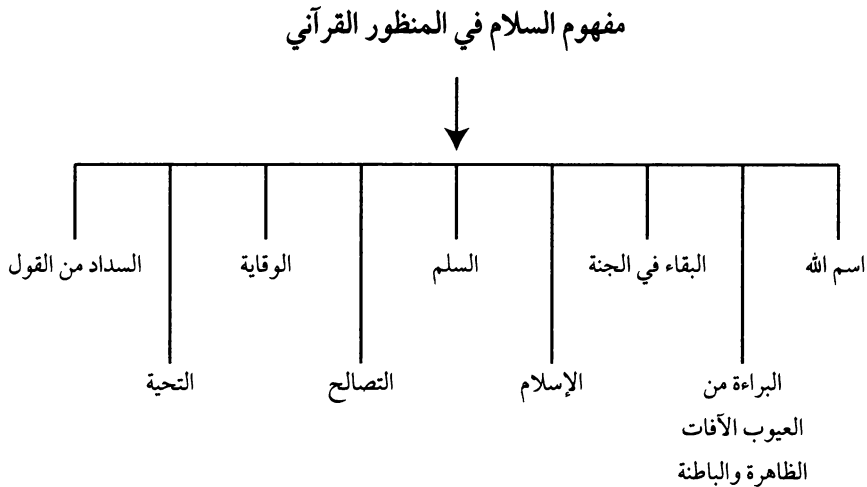 مفهوم السلام في المنظور القرآني
اسم الله
البقاء في الجنة
السلم
الوقاية
السداد من القول
البراءة من
العيوب الآفات
الظاهرة والباطنة
الإسلام
التصالح
التحية